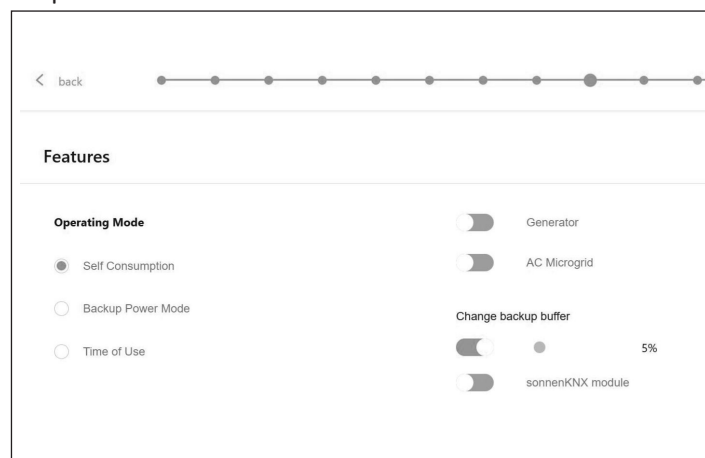 back
Features
Operating Mode
Self Consumption
Backup Power Mode
Time of Use
Generator
AC Microgrid
Change backup buffer
5%
sonnenKNX module